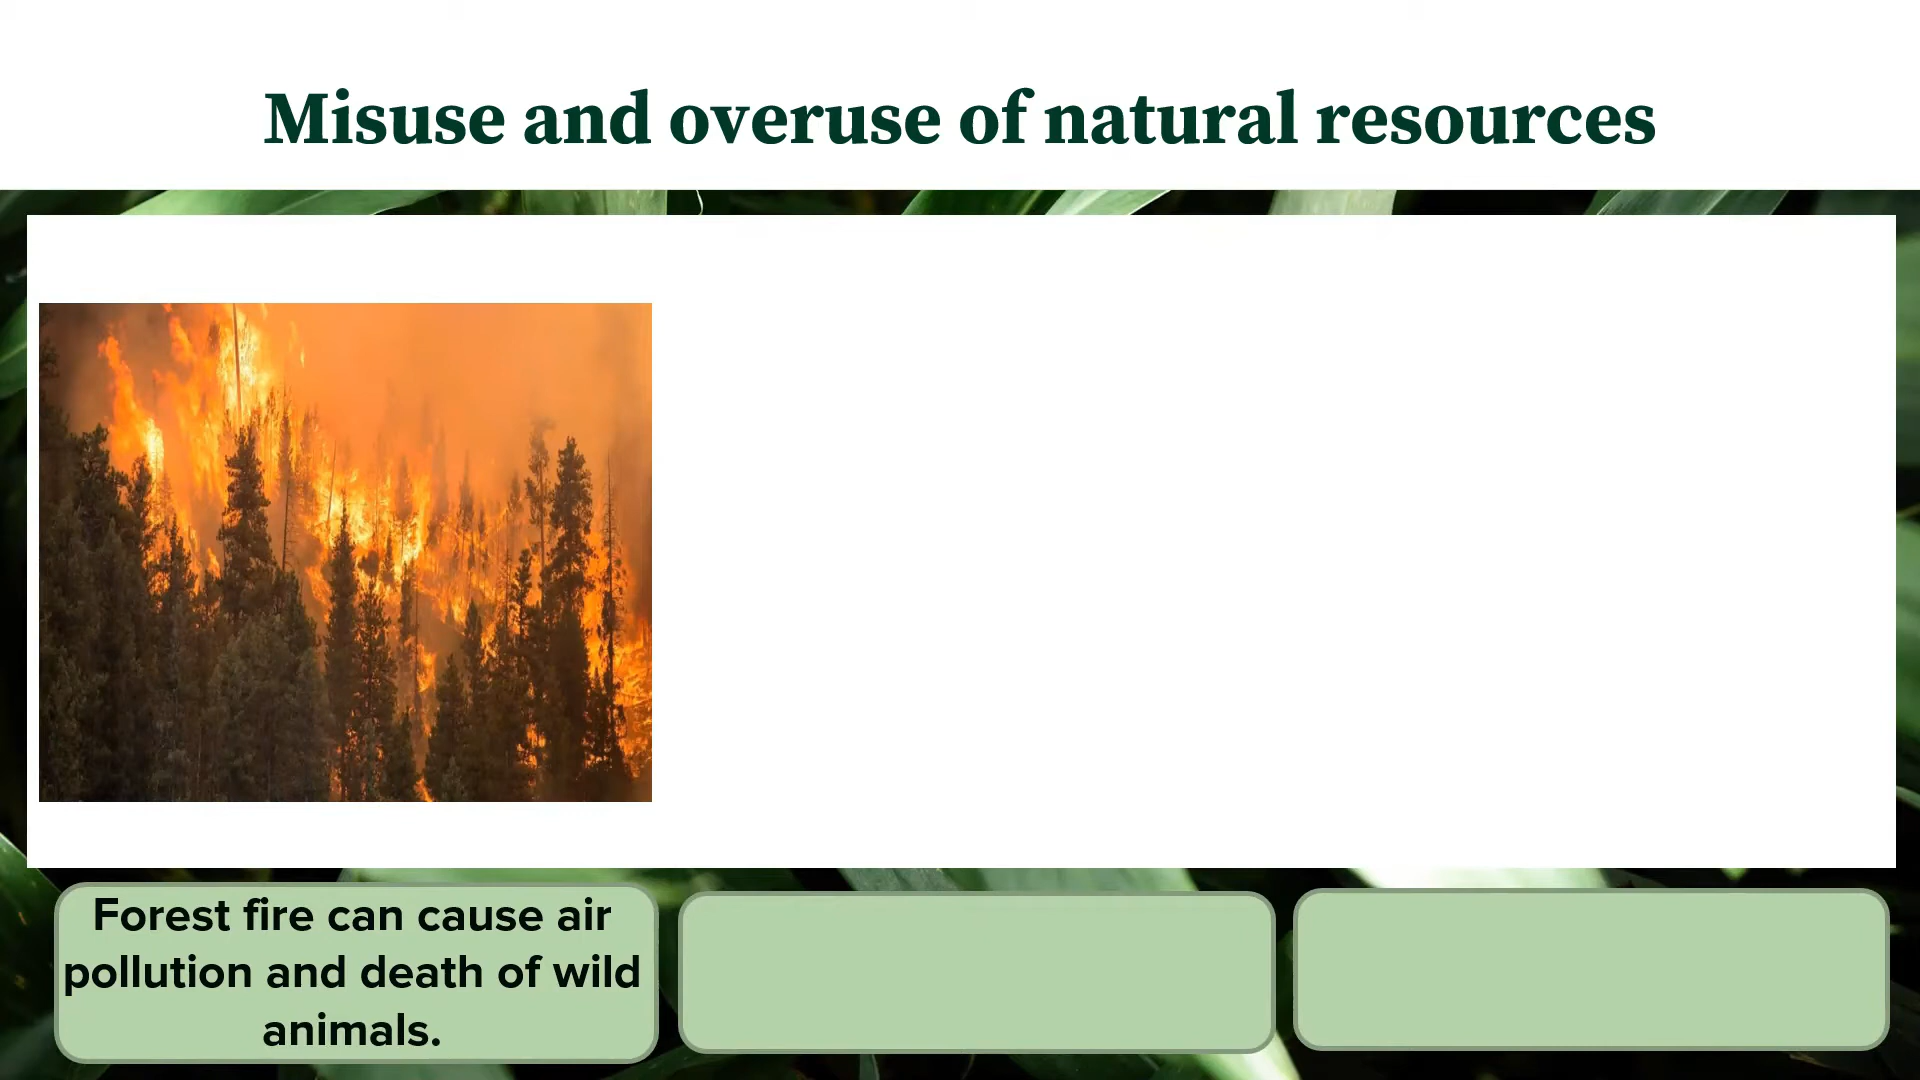 Misuse and overuse of natural resources
Forest fire can cause air
pollution and death of wild
animals.